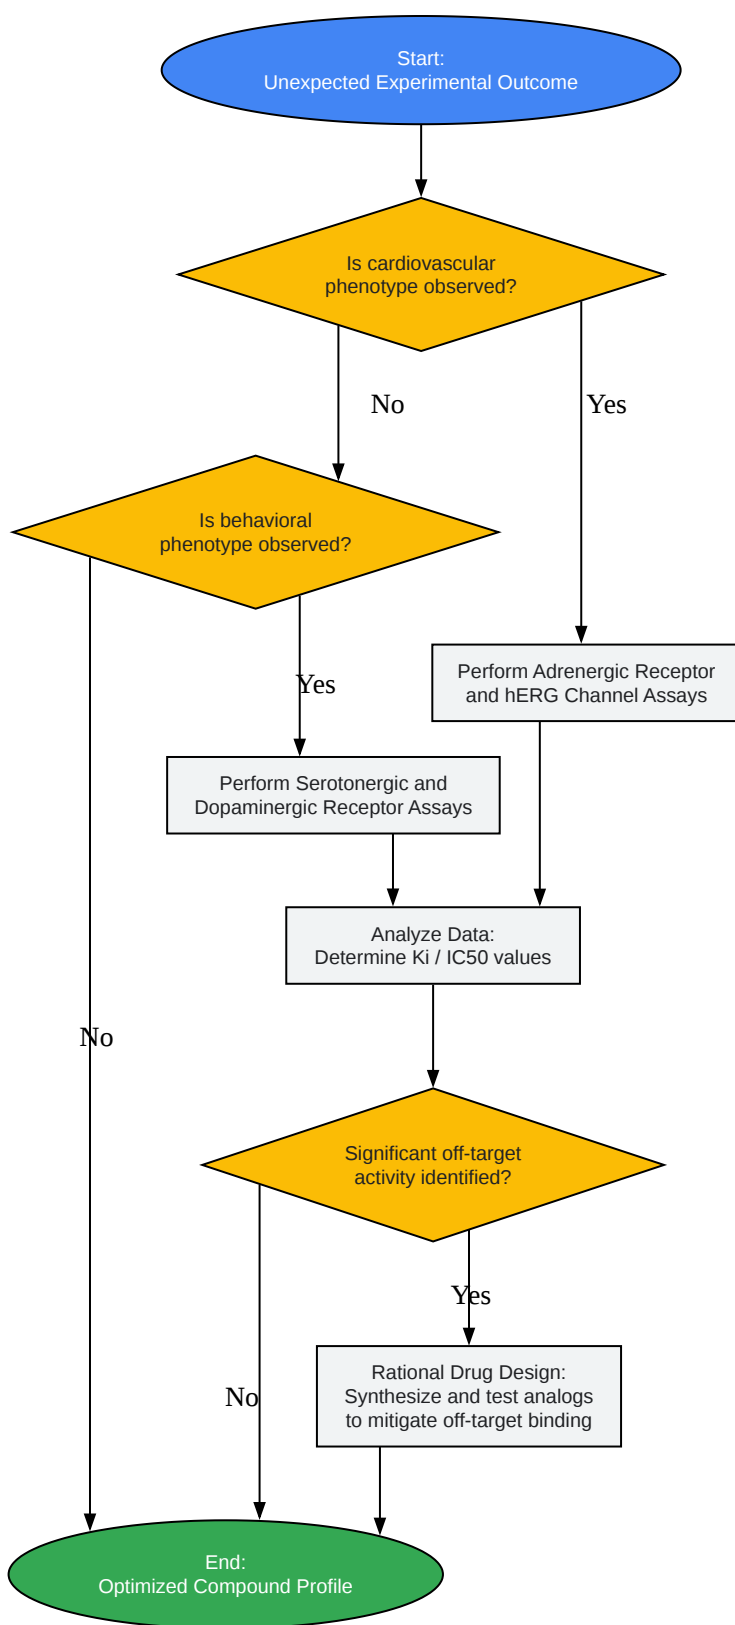 Start:
Unexpected Experimental Outcome
Is cardiovascular
phenotype observed?
No
Yes
Is behavioral
phenotype observed?
Yes
Perform Adrenergic Receptor
and hERG Channel Assays
Perform Serotonergic and
Dopaminergic Receptor Assays
Analyze Data:
Determine Ki / IC50 values
No
Significant off-target
activity identified?
Yes
No
Rational Drug Design:
Synthesize and test analogs
to mitigate off-target binding
End:
Optimized Compound Profile